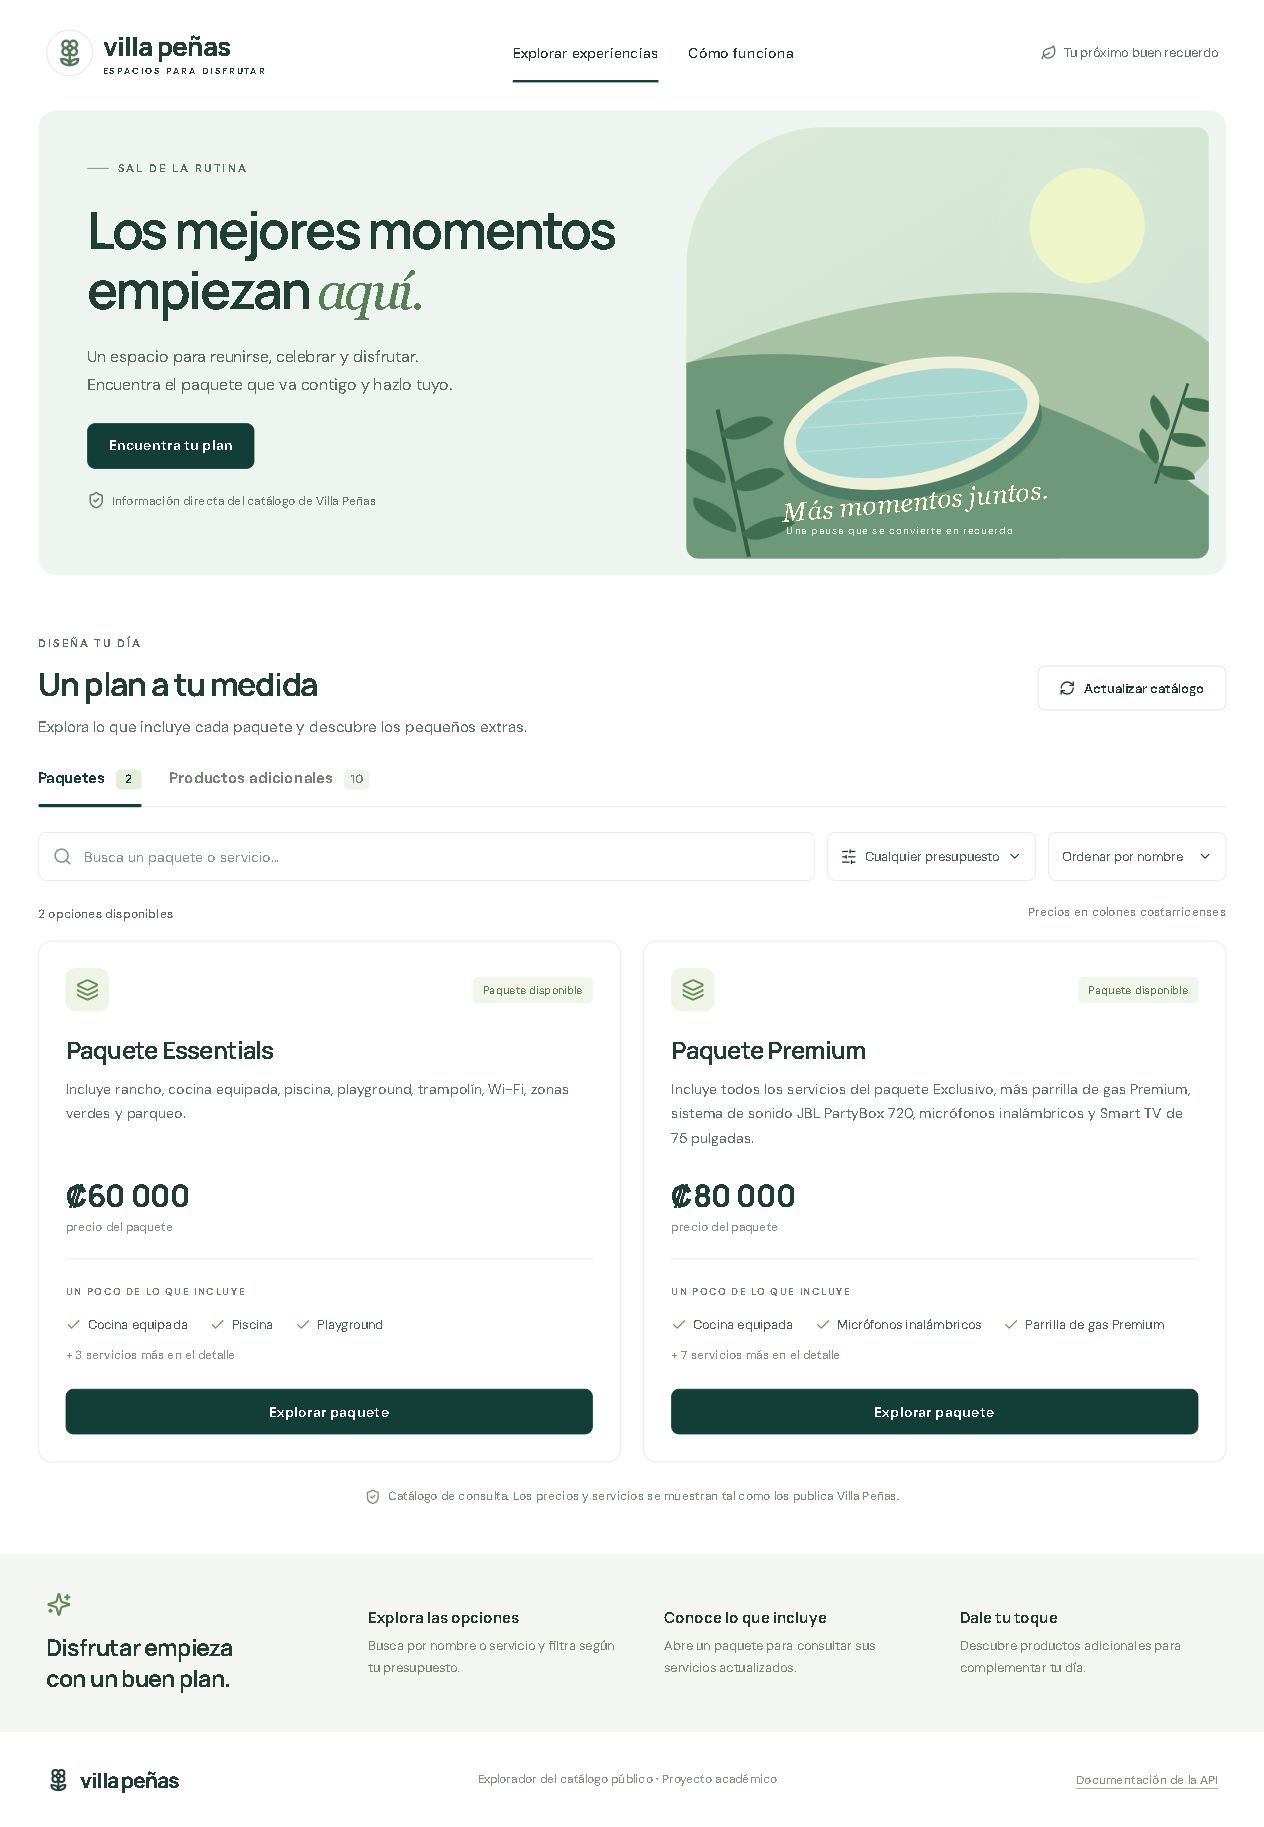 villa peñas
ESPACIOS PARA DISFRUTAR
Explorar experiencias
Cómo funciona
Tu próximo buen recuerdo
SAL DE LA RUTINA
Los mejores momentos
empiezan aquí.
Un espacio para reunirse, celebrar y disfrutar.
Encuentra el paquete que va contigo y hazlo tuyo.
Encuentra tu plan
Información directa del catálogo de Villa Peñas
Más momentos juntos.
Una pausa que se convierte en recuerdo
DISEÑA TU DÍA
Un plan a tu medida
Explora lo que incluye cada paquete y descubre los pequeños extras.
Actualizar catálogo
Paquetes 2
Productos adicionales 10
Busca un paquete o servicio...
Cualquier presupuesto
Ordenar por nombre
2 opciones disponibles
Precios en colones costarricenses
Paquete disponible
Paquete Essentials
Incluye rancho, cocina equipada, piscina, playground, trampolín, Wi-Fi, zonas
verdes y parqueo.
₡60 000
precio del paquete
UN POCO DE LO QUE INCLUYE
Cocina equipada
Piscina
Playground
+ 3 servicios más en el detalle
Explorar paquete
Paquete disponible
Paquete Premium
Incluye todos los servicios del paquete Exclusivo, más parrilla de gas Premium,
sistema de sonido JBL PartyBox 720, micrófonos inalámbricos y Smart TV de
75 pulgadas.
₡80 000
precio del paquete
UN POCO DE LO QUE INCLUYE
Cocina equipada
Micrófonos inalámbricos
Parrilla de gas Premium
+ 7 servicios más en el detalle
Explorar paquete
Catálogo de consulta. Los precios y servicios se muestran tal como los publica Villa Peñas.
Disfrutar empieza
con un buen plan.
Explora las opciones
Busca por nombre o servicio y filtra según
tu presupuesto.
Conoce lo que incluye
Abre un paquete para consultar sus
servicios actualizados.
Dale tu toque
Descubre productos adicionales para
complementar tu día.
villa peñas
Explorador del catálogo público · Proyecto académico
Documentación de la API